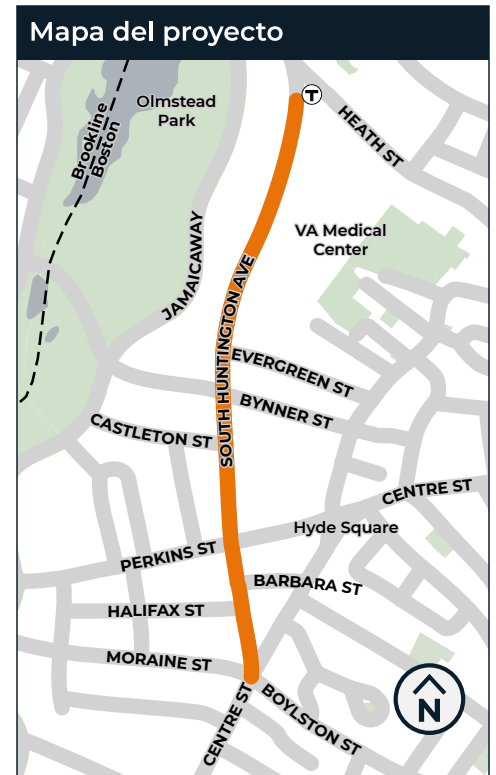 Mapa del proyecto
Olmstead
Park
Brookline
Boston
T
HEATH ST
VA Medical
Center
JAMAICAWAY
SOUTH HUNTINGTON AVE
EVERGREEN ST
BYNNER ST
CASTLETON ST
CENTRE ST
Hyde Square
PERKINS ST
BARBARA ST
HALIFAX ST
MORAINE ST
CENTRE ST
BOYLSTON ST
N